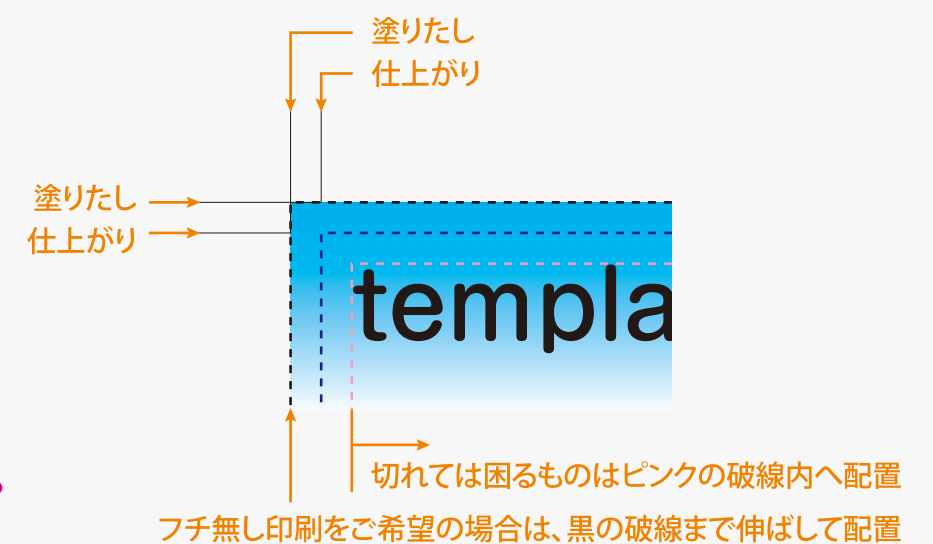 塗りたし
仕上がり
塗りたし
仕上がり
templa
切れては困るものはピンクの破線内へ配置
フチ無し印刷をご希望の場合は、黒の破線まで伸ばして配置